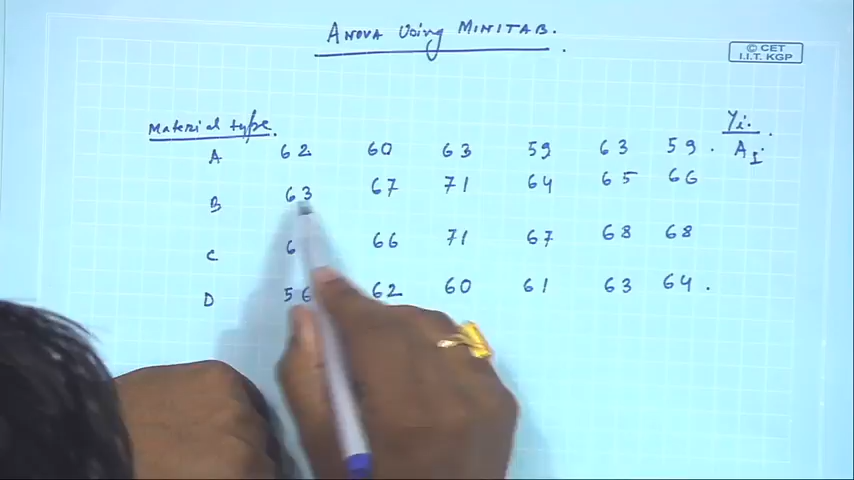 ANOVA Using MINITAB.
© CET
I.I.T. KGP
Material type.
Yi.
A 62 60 63 59 63 59.
B 63 67 71 64 65 66
C 6 66 71 67 68 68
D 56 62 60 61 63 64.